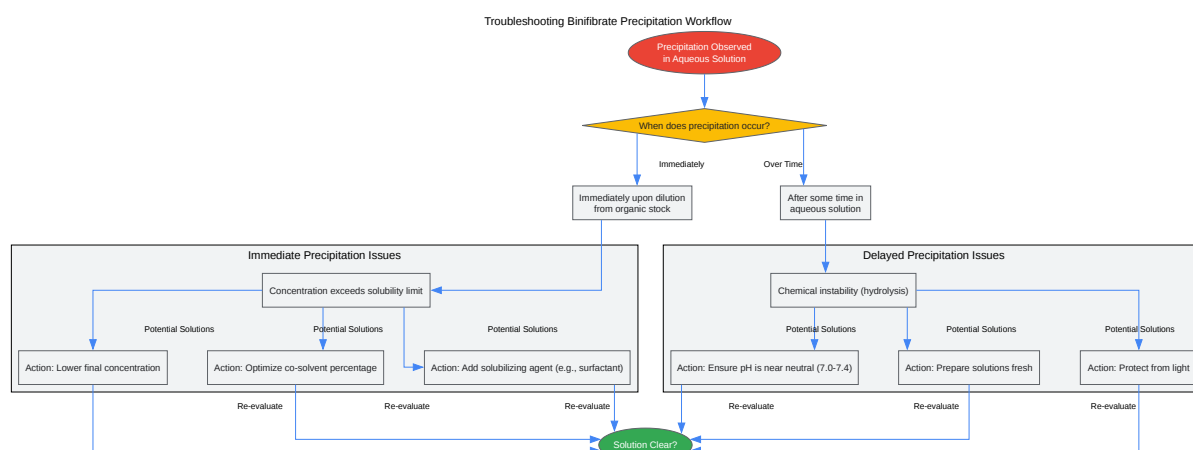 Troubleshooting Binifibrate Precipitation Workflow
Precipitation Observed
in Aqueous Solution
When does precipitation occur?
Immediately
Over Time
Immediately upon dilution
from organic stock
After some time in
aqueous solution
Immediate Precipitation Issues
Delayed Precipitation Issues
Concentration exceeds solubility limit
Chemical instability (hydrolysis)
Potential Solutions
Potential Solutions
Potential Solutions
Potential Solutions
Potential Solutions
Potential Solutions
Action: Lower final concentration
Action: Optimize co-solvent percentage
Action: Add solubilizing agent (e.g., surfactant)
Action: Ensure pH is near neutral (7.0-7.4)
Action: Prepare solutions fresh
Action: Protect from light
Re-evaluate
Re-evaluate
Re-evaluate
Re-evaluate
Re-evaluate
Re-evaluate
Solution Clear?